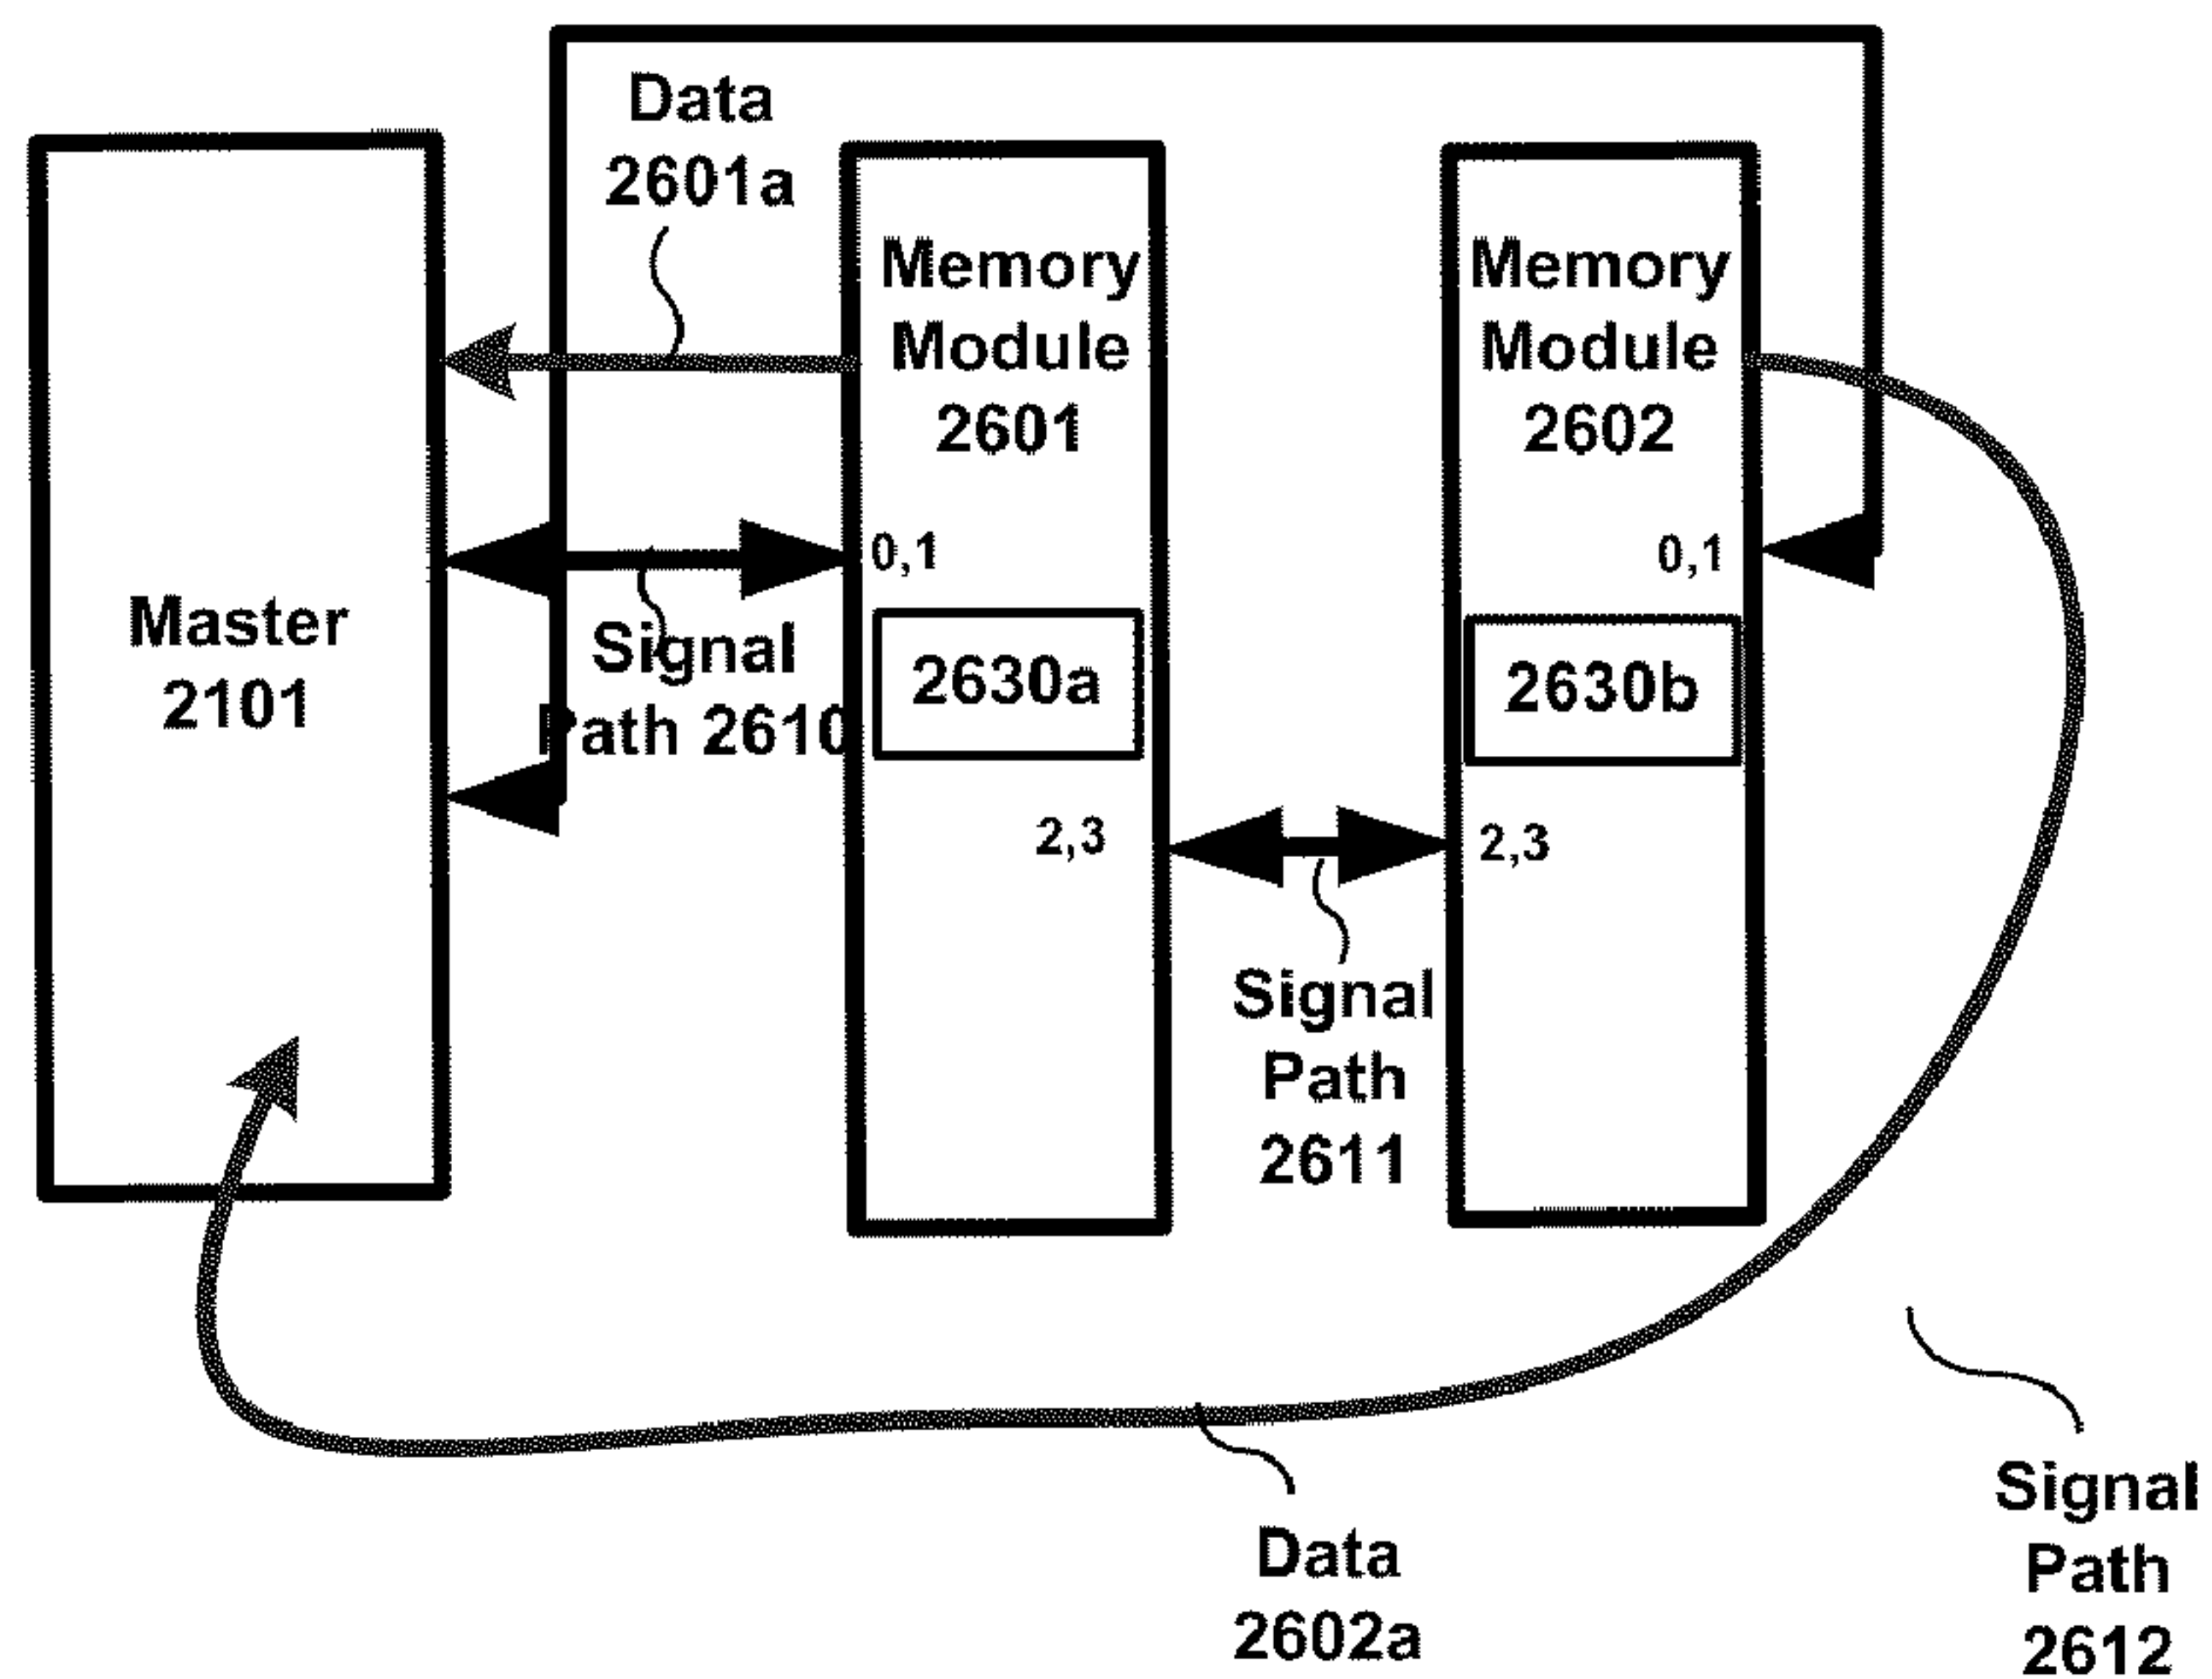 Data
2601a
Memory
Module
2601
Memory
Module
2602
0,1
0,1
Master
2101
Signal
Path 2610
2630a
2630b
2,3
2,3
Signal
Path
2611
Data
2602a
Signal
Path
2612